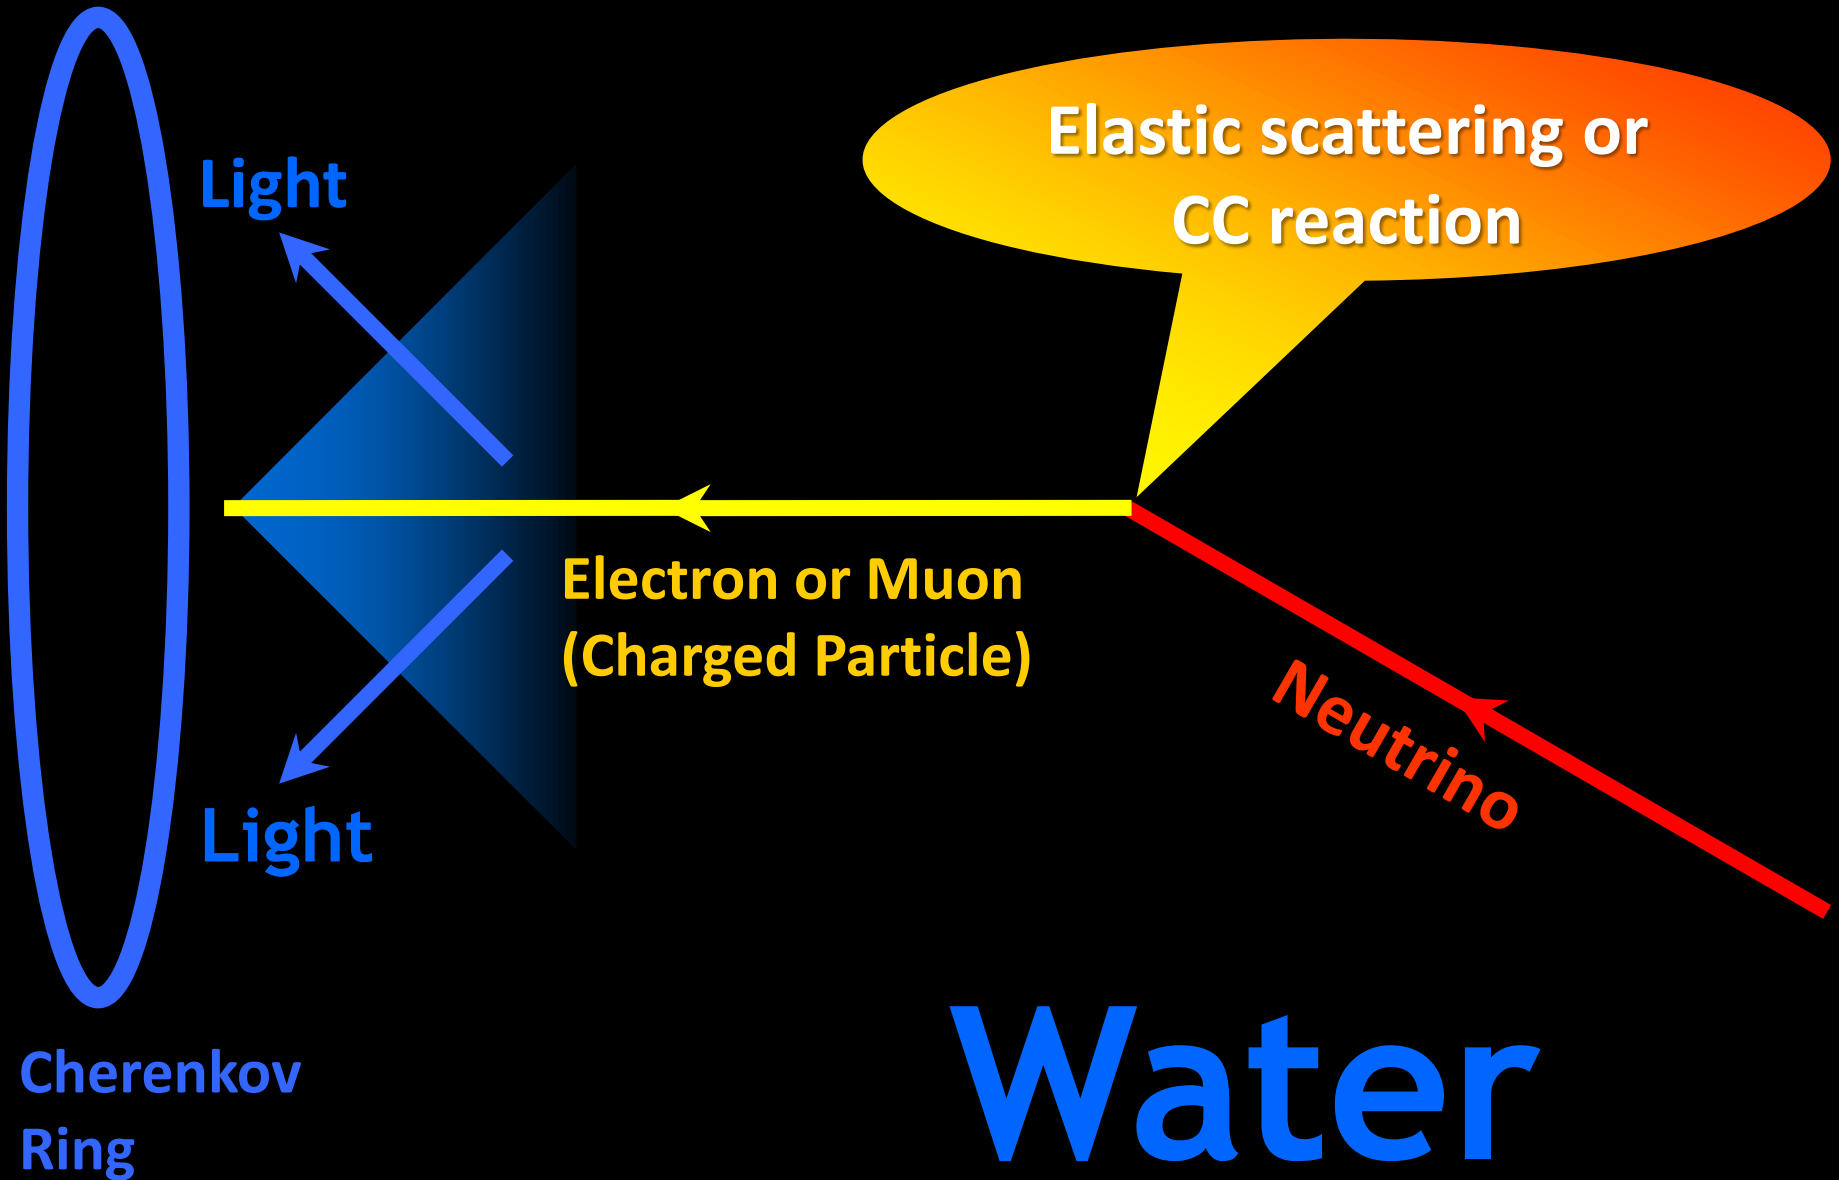 Elastic scattering or
CC reaction
Light
Electron or Muon
(Charged Particle)
Neutrino
Light
Cherenkov
Ring
Water